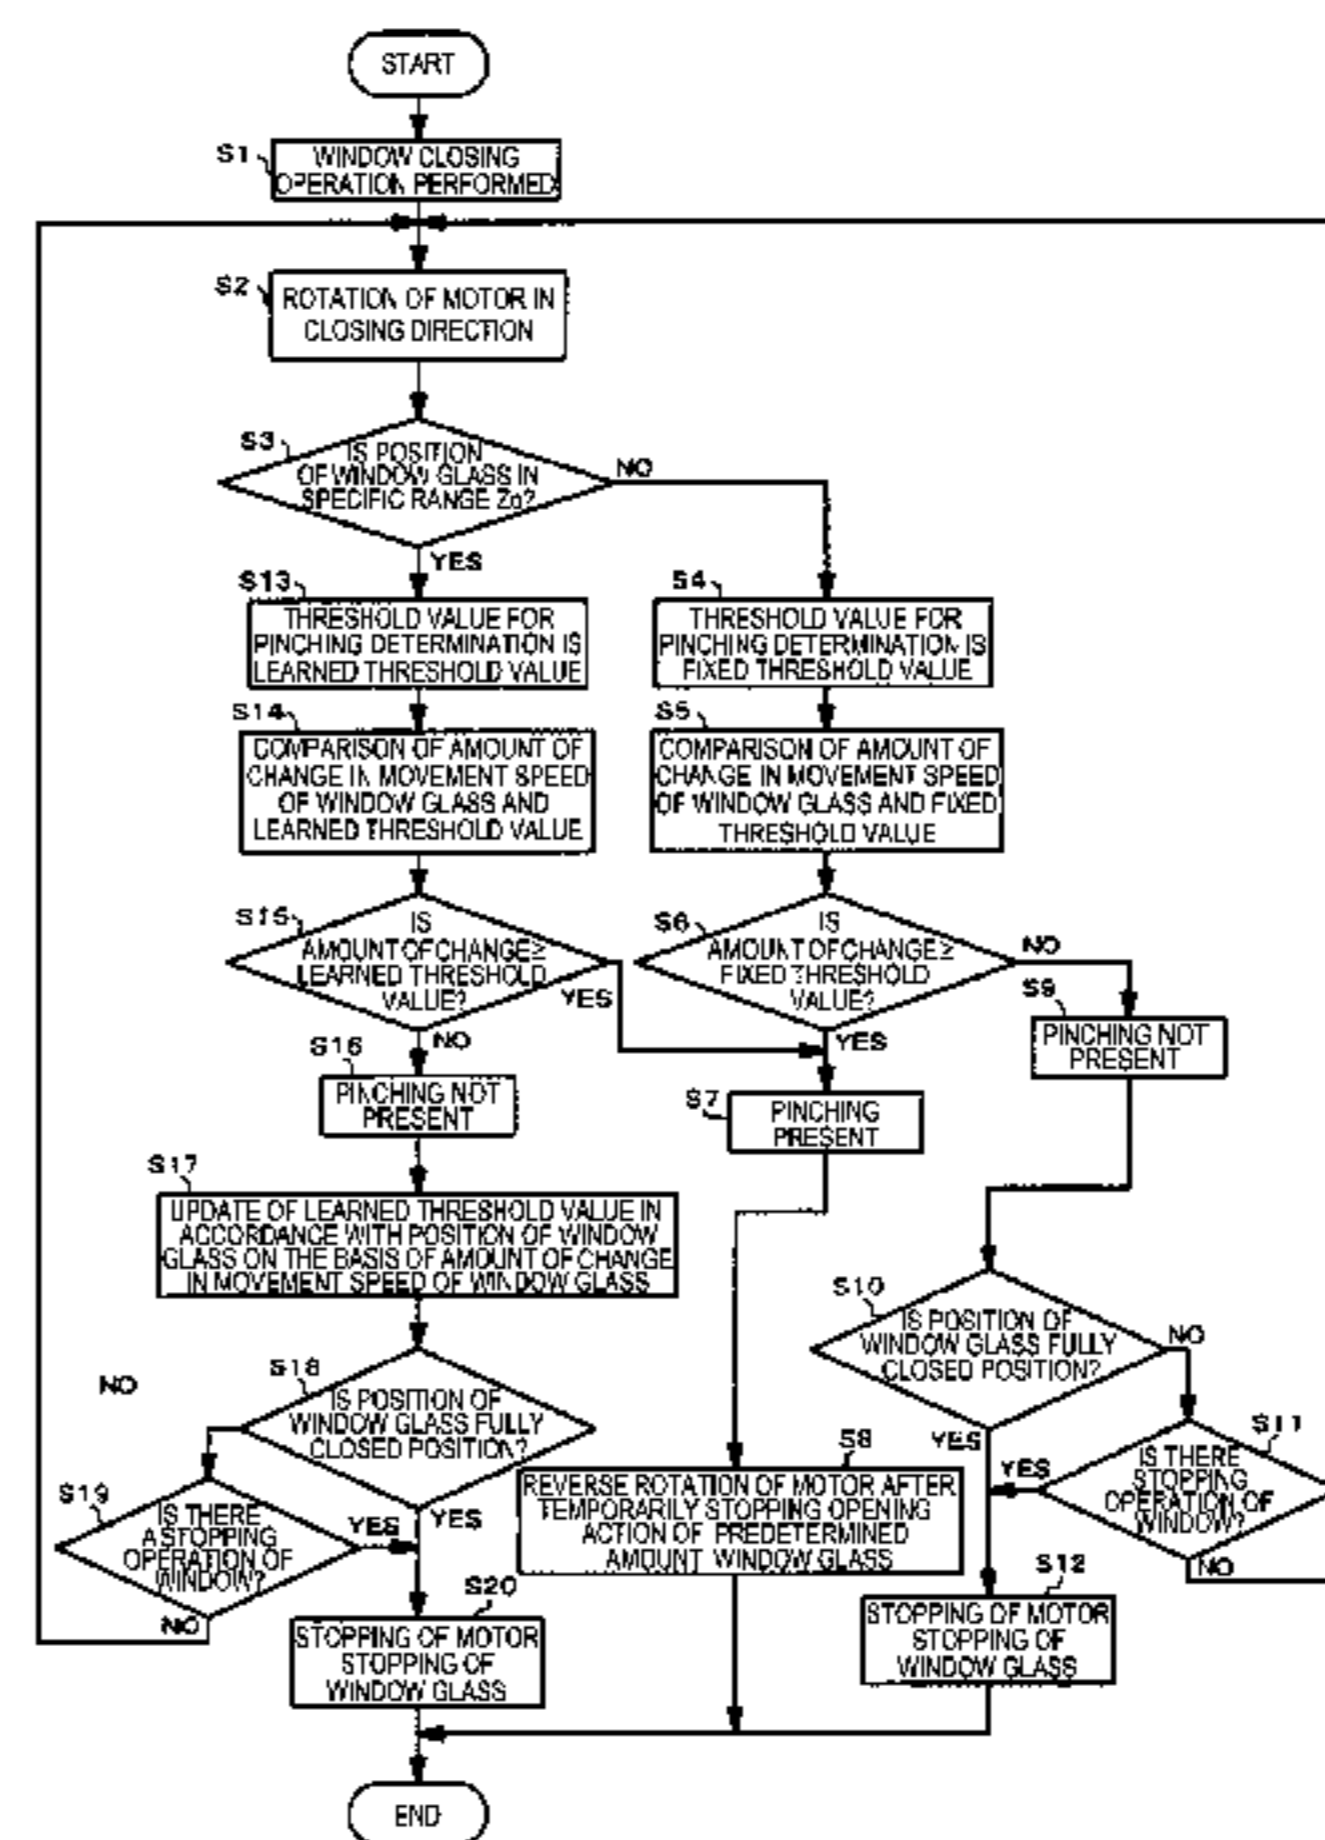 START
S1
WINDOW CLOSING
OPERATION PERFORMED
S2
ROTATION OF MOTOR IN
CLOSING DIRECTION
S3
IS POSITION
OF WINDOW GLASS IN
SPECIFIC RANGE Zα?
NO
YES
S13
THRESHOLD VALUE FOR
PINCHING DETERMINATION IS
LEARNED THRESHOLD VALUE
S4
THRESHOLD VALUE FOR
PINCHING DETERMINATION IS
FIXED THRESHOLD VALUE
S14
COMPARISON OF AMOUNT OF
CHANGE IN MOVEMENT SPEED
OF WINDOW GLASS AND
LEARNED THRESHOLD VALUE
S5
COMPARISON OF AMOUNT OF
CHANGE IN MOVEMENT SPEED
OF WINDOW GLASS AND FIXED
THRESHOLD VALUE
S15
IS
AMOUNT OF CHANGE≥
LEARNED THRESHOLD
VALUE?
YES
NO
S6
IS
AMOUNT OF CHANGE≥
FIXED THRESHOLD
VALUE?
NO
YES
S9
PINCHING NOT
PRESENT
S16
PINCHING NOT
PRESENT
S7
PINCHING
PRESENT
S17
UPDATE OF LEARNED THRESHOLD VALUE IN
ACCORDANCE WITH POSITION OF WINDOW
GLASS ON THE BASIS OF AMOUNT OF CHANGE
IN MOVEMENT SPEED OF WINDOW GLASS
S10
IS POSITION OF
WINDOW GLASS FULLY
CLOSED POSITION?
NO
YES
S18
IS POSITION OF
WINDOW GLASS FULLY
CLOSED POSITION?
NO
YES
S11
IS THERE
STOPPING
OPERATION OF
WINDOW?
YES
NO
S8
REVERSE ROTATION OF MOTOR AFTER
TEMPORARILY STOPPING OPENING
ACTION OF PREDETERMINED
AMOUNT WINDOW GLASS
S19
IS THERE
A STOPPING
OPERATION OF
WINDOW?
YES
NO
S20
STOPPING OF MOTOR
STOPPING OF
WINDOW GLASS
S12
STOPPING OF MOTOR
STOPPING OF
WINDOW GLASS
END